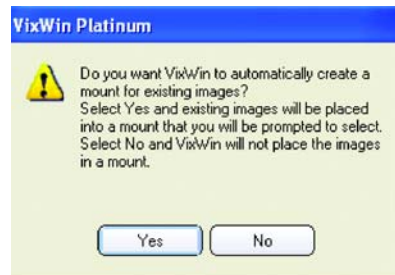 VixWin Platinum
Do you want VixWin to automatically create a
mount for existing images?
Select Yes and existing images will be placed
into a mount that you will be prompted to select.
Select No and VixWin will not place the images
in a mount.
Yes No